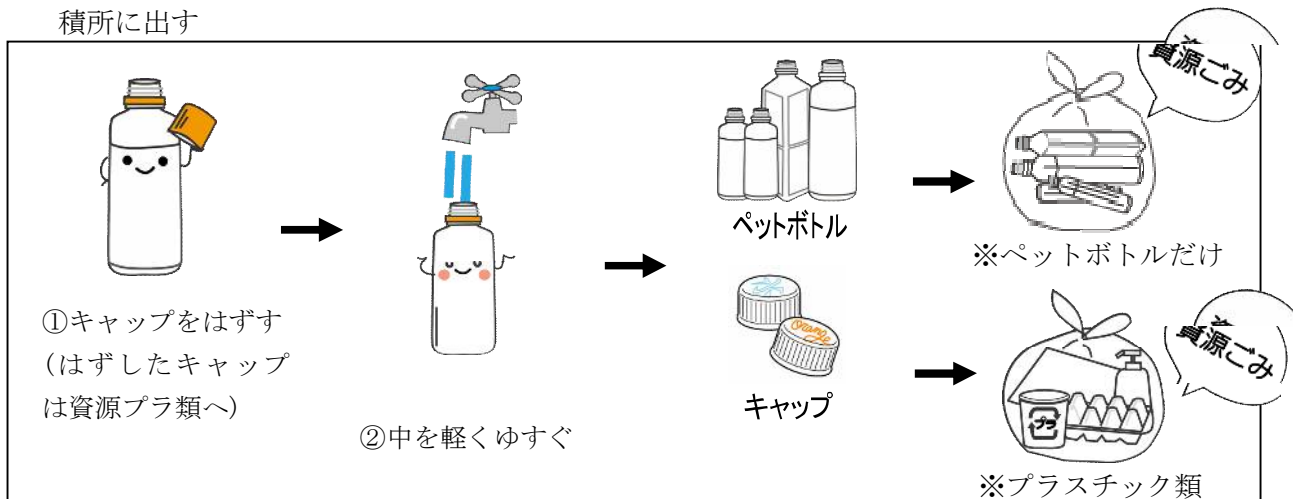 積所に出す
①キャップをはずす
(はずしたキャップ
は資源プラ類へ)
②中を軽くゆすぐ
ペットボトル
orange
キャップ
資源ごみ
※ペットボトルだけ
資源ごみ
プラ
※プラスチック類